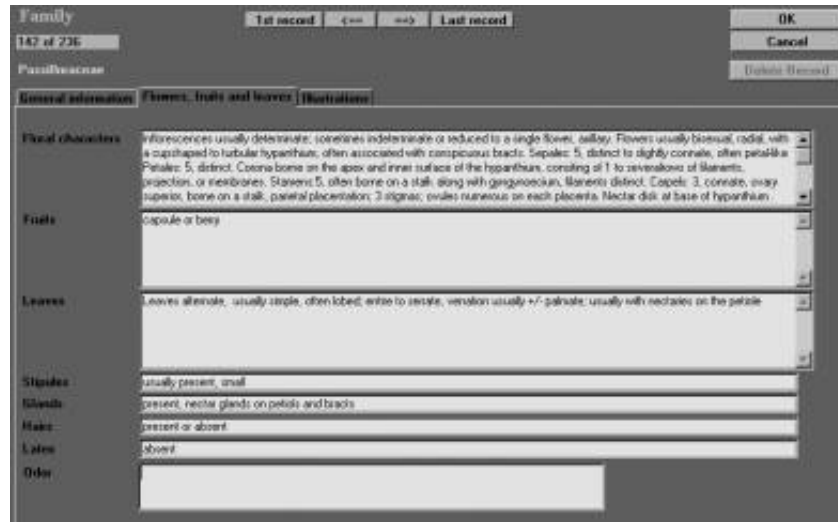 Family
1st record <== ==> Last record OK
142 of 236 Cancel
Passifloraceae Delete Record
General information Flowers, fruits and leaves Illustrations
Floral characters
Inflorescences usually determinate; sometimes indeterminate or reduced to a single flower, axillary. Flowers usually bisexual, radial, with
a cupshaped to turbular hypanthium, often associated with conspicuous bracts. Sepales: 5, distinct to slightly connate, often petal-like
Petales: 5, distinct. Corona borne on the apex and inner surface of the hypanthium, consiting of 1 to several rows of filaments,
projection, or membranes. Stamens:5, often borne on a stalk along with gynoecium, filaments distinct. Carpels: 3, connate, ovary
superior, borne on a stalk, parietal placentation; 3 stigmas; ovules numerous on each placenta. Nectar disk at base of hypanthium.
Fruits
capsule or berry
Leaves
Leaves alternate, usually simple, often lobed; entire to serrate, venation usually +/- palmate; usually with nectaries on the petiole
Stipules usually present, small
Glands present, nectar glands on petiols and bracts
Hairs present or absent
Latex absent
Odor